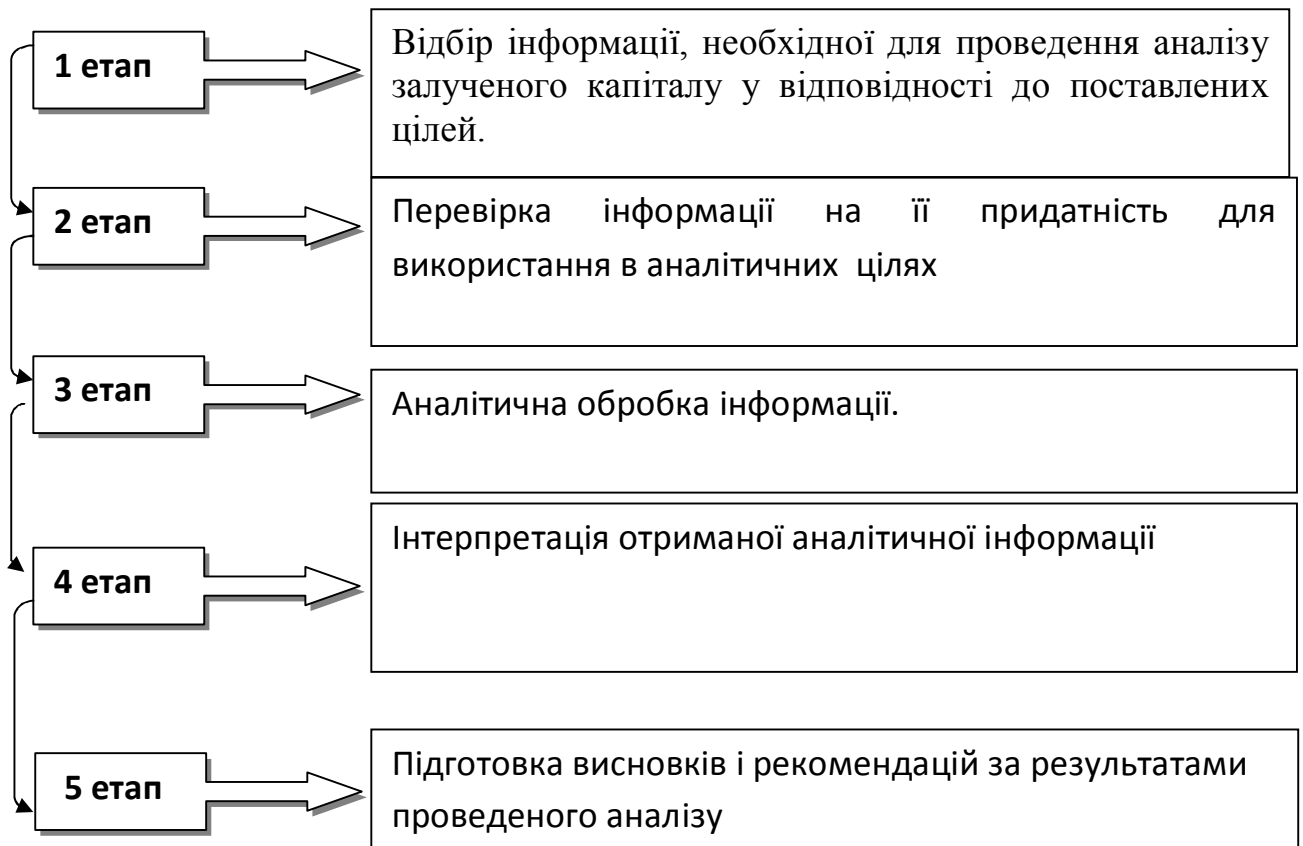 1 етап
Відбір інформації, необхідної для проведення аналізу
залученого капіталу у відповідності до поставлених
цілей.
2 етап
Перевірка інформації на її придатність для
використання в аналітичних цілях
3 етап
Аналітична обробка інформації.
4 етап
Інтерпретація отриманої аналітичної інформації
5 етап
Підготовка висновків і рекомендацій за результатами
проведеного аналізу